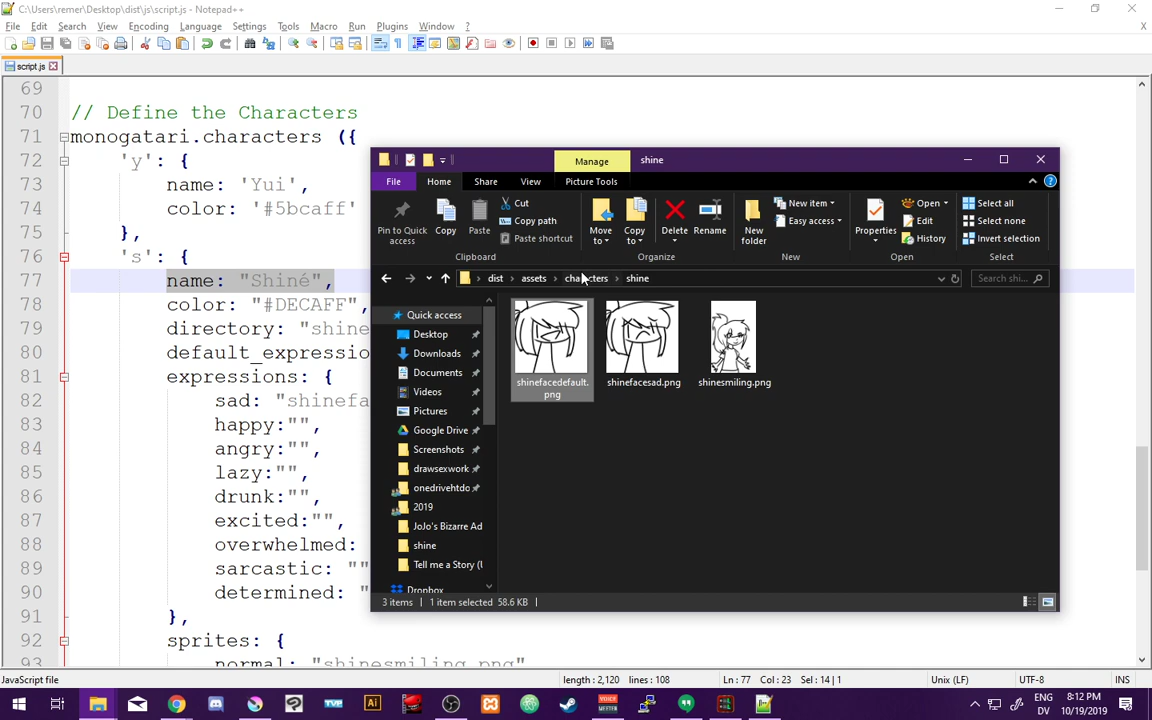 C:\Users\remer\Desktop\dist\js\script.js - Notepad++
File Edit Search View Encoding Language Settings Tools Macro Run Plugins Window ? X
script.js
69
70 // Define the Characters
71 monogatari.characters ({
72 'y': {
73 name: 'Yui',
74 color: '#5bcaff'
75 },
76 's': {
77 name: "Shiné",
78 color: "#DECAFF",
79 directory: "shine
80 default_expressio
81 expressions: {
82 sad: "shinefa
83 happy:"",
84 angry:"",
85 lazy:"",
86 drunk:"",
87 excited:"",
88 overwhelmed:
89 sarcastic: ""
90 determined: "
91 },
92 sprites: {
93 normal: "shinesmiling.png"
Manage shine
File Home Share View Picture Tools
Pin to Quick access
Copy
Paste
Cut
Copy path
Paste shortcut
Clipboard
Move to
Copy to
Delete
Rename
Organize
New folder
New item
Easy access
New
Properties
Open
Edit
History
Open
Select all
Select none
Invert selection
Select
dist > assets > characters > shine
Search shi...
Quick access
Desktop
Downloads
Documents
Videos
Pictures
Google Drive
Screenshots
drawsexwork
onedrivehtdo
2019
JoJo's Bizarre Ad
shine
Tell me a Story (
Dropbox
shinefacedefault.png
shinefacesad.png
shinesmiling.png
3 items 1 item selected 58.6 KB
JavaScript file length : 2,120 lines : 108 Ln : 77 Col : 23 Sel : 14 | 1 Unix (LF) UTF-8 INS
TVP
Ai
VOICE MEETER
ENG
DV
8:12 PM
10/19/2019